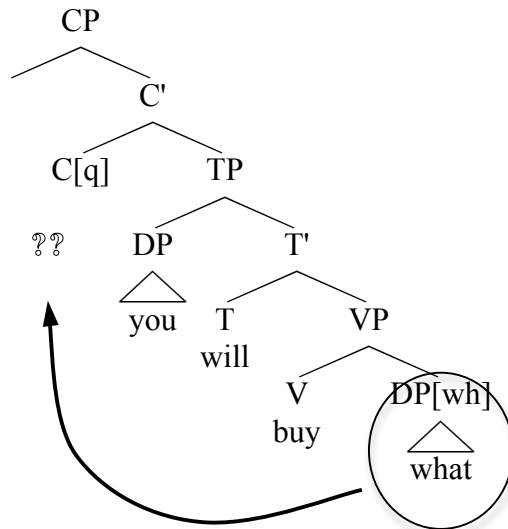 CP
C'
C[q] TP
?? DP T'
you T VP
will
V DP[wh]
buy
what